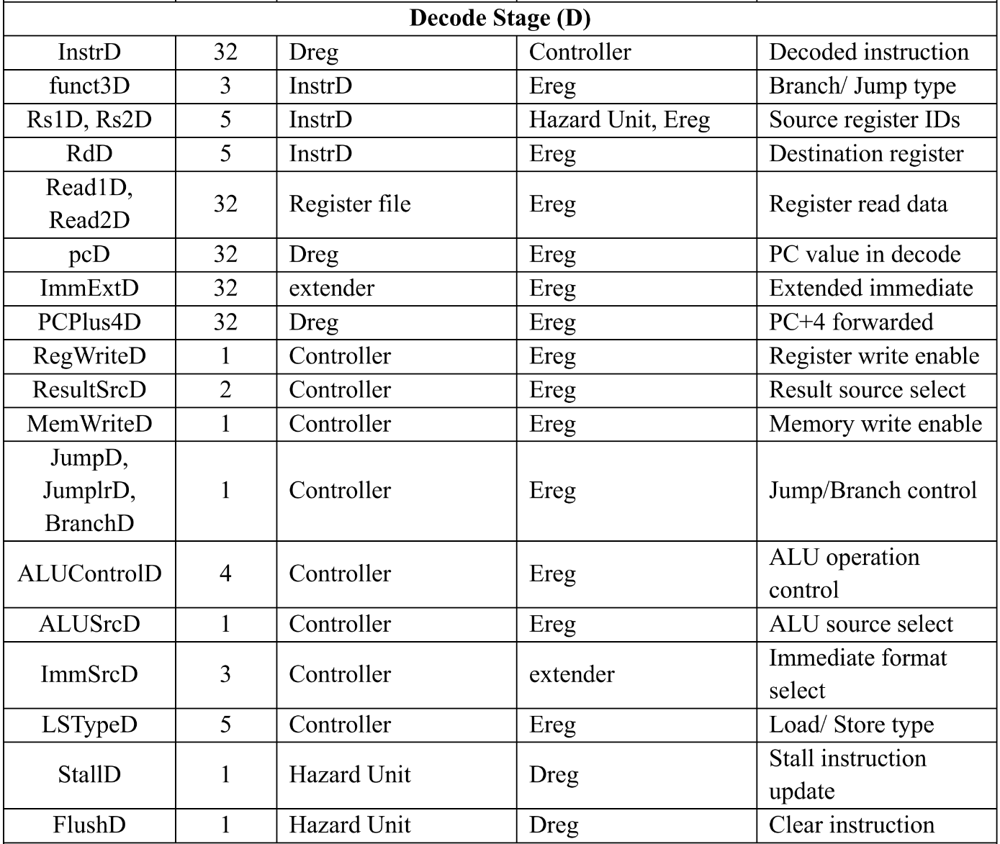 Decode Stage (D)
InstrD 32 Dreg Controller Decoded instruction
funct3D 3 InstrD Ereg Branch/ Jump type
Rs1D, Rs2D 5 InstrD Hazard Unit, Ereg Source register IDs
RdD 5 InstrD Ereg Destination register
Read1D,
Read2D 32 Register file Ereg Register read data
pcD 32 Dreg Ereg PC value in decode
ImmExtD 32 extender Ereg Extended immediate
PCPlus4D 32 Dreg Ereg PC+4 forwarded
RegWriteD 1 Controller Ereg Register write enable
ResultSrcD 2 Controller Ereg Result source select
MemWriteD 1 Controller Ereg Memory write enable
JumpD,
JumplrD, 1 Controller Ereg Jump/Branch control
BranchD
ALUControlD 4 Controller Ereg ALU operation
control
ALUSrcD 1 Controller Ereg ALU source select
ImmSrcD 3 Controller extender Immediate format
select
LSTypeD 5 Controller Ereg Load/ Store type
StallD 1 Hazard Unit Dreg Stall instruction
update
FlushD 1 Hazard Unit Dreg Clear instruction